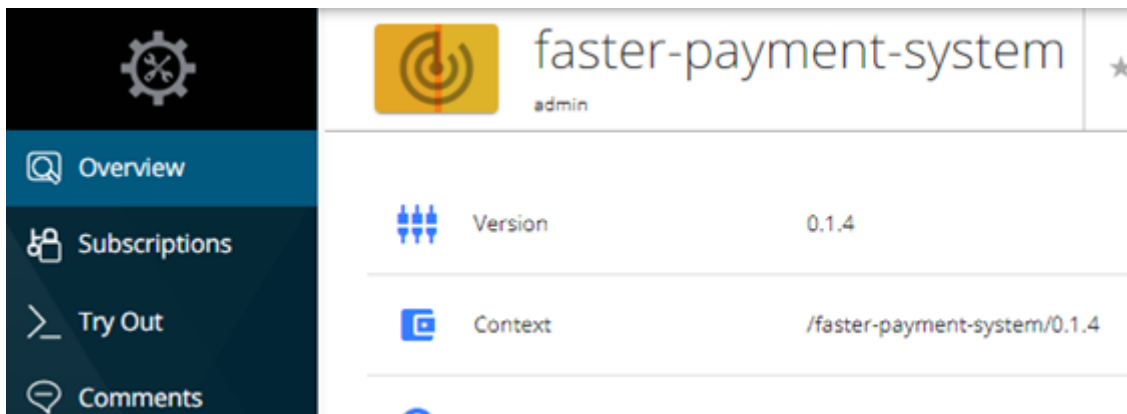 faster-payment-system
admin
Overview
Subscriptions
Try Out
Comments
Version 0.1.4
Context /faster-payment-system/0.1.4